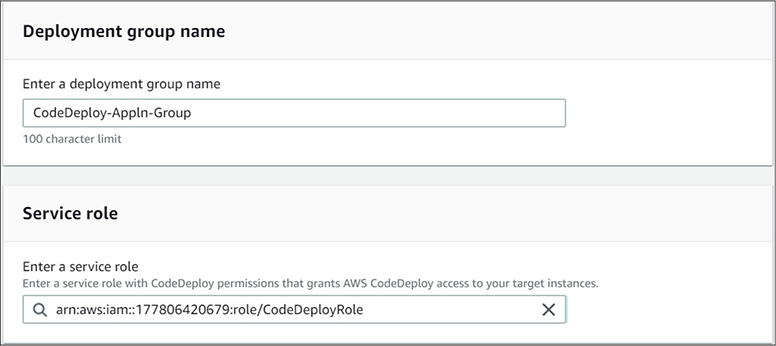 Deployment group name
Enter a deployment group name
CodeDeploy-Appln-Group
100 character limit
Service role
Enter a service role
Enter a service role with CodeDeploy permissions that grants AWS CodeDeploy access to your target instances.
arn:aws:iam::177806420679:role/CodeDeployRole